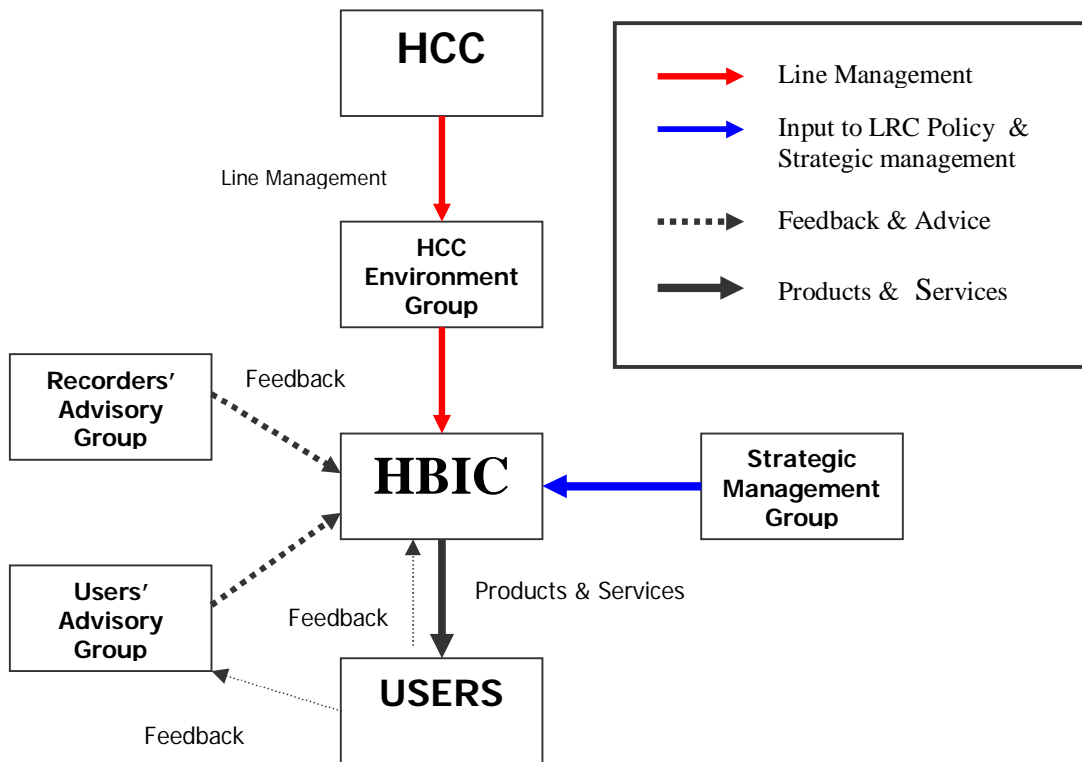 HCC
Line Management
Input to LRC Policy &
Strategic management
Feedback & Advice
Products & Services
Line Management
HCC
Environment
Group
Recorders'
Advisory
Group
Feedback
HBIC
Strategic
Management
Group
Users'
Advisory
Group
Feedback
Products & Services
USERS
Feedback